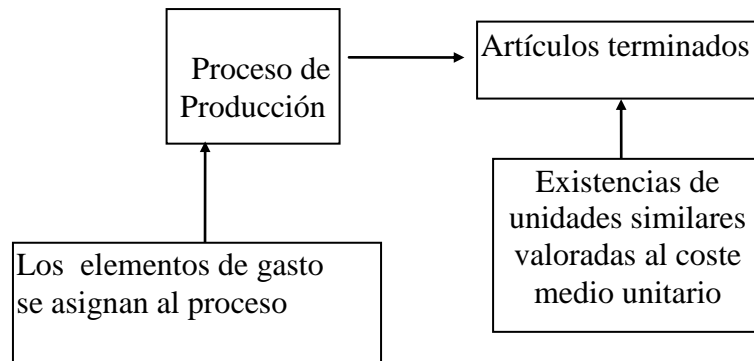 Proceso de
Producción
Artículos terminados
Los elementos de gasto
se asignan al proceso
Existencias de
unidades similares
valoradas al coste
medio unitario